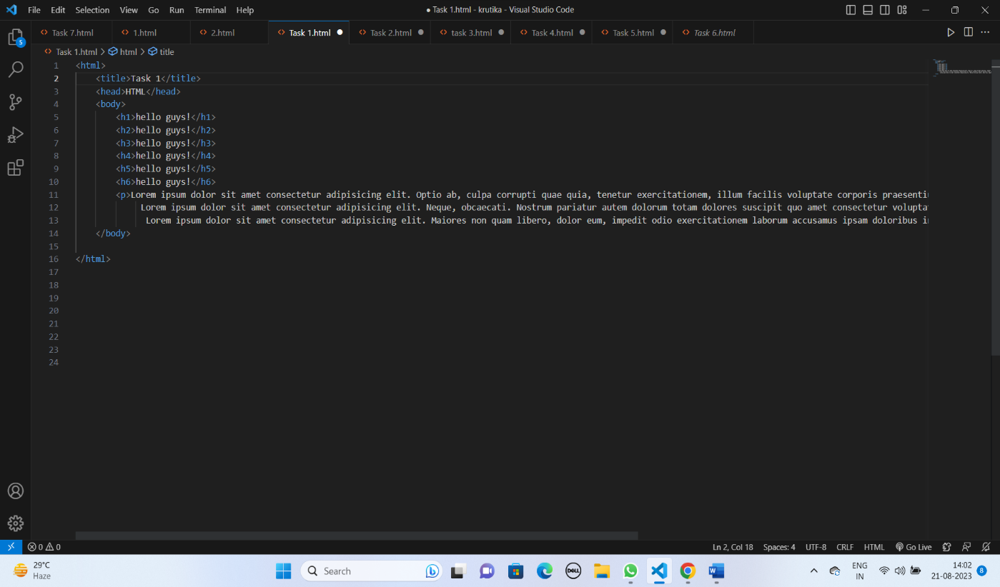 File Edit Selection View Go Run Terminal Help ● Task 1.html - krutika - Visual Studio Code
5
Task 7.html 1.html 2.html Task 1.html Task 2.html task 3.html Task 4.html Task 5.html Task 6.html
Task 1.html > html > title
1 <html>
2 <title>Task 1</title>
3 <head>HTML</head>
4 <body>
5 <h1>hello guys!</h1>
6 <h2>hello guys!</h2>
7 <h3>hello guys!</h3>
8 <h4>hello guys!</h4>
9 <h5>hello guys!</h5>
10 <h6>hello guys!</h6>
11 <p>Lorem ipsum dolor sit amet consectetur adipisicing elit. Optio ab, culpa corrupti quae quia, tenetur exercitationem, illum facilis voluptate corporis praesenti
12 Lorem ipsum dolor sit amet consectetur adipisicing elit. Neque, obcaecati. Nostrum pariatur autem dolorum totam dolores suscipit quo amet consectetur volupta
13 Lorem ipsum dolor sit amet consectetur adipisicing elit. Maiores non quam libero, dolor eum, impedit odio exercitationem laborum accusamus ipsam doloribus i
14 </body>
15
16 </html>
17
18
19
20
21
22
23
24
0 0 Ln 2, Col 18 Spaces: 4 UTF-8 CRLF HTML Go Live
29°C
Haze
Search
DELL
ENG
IN
14:02
21-08-2023
8